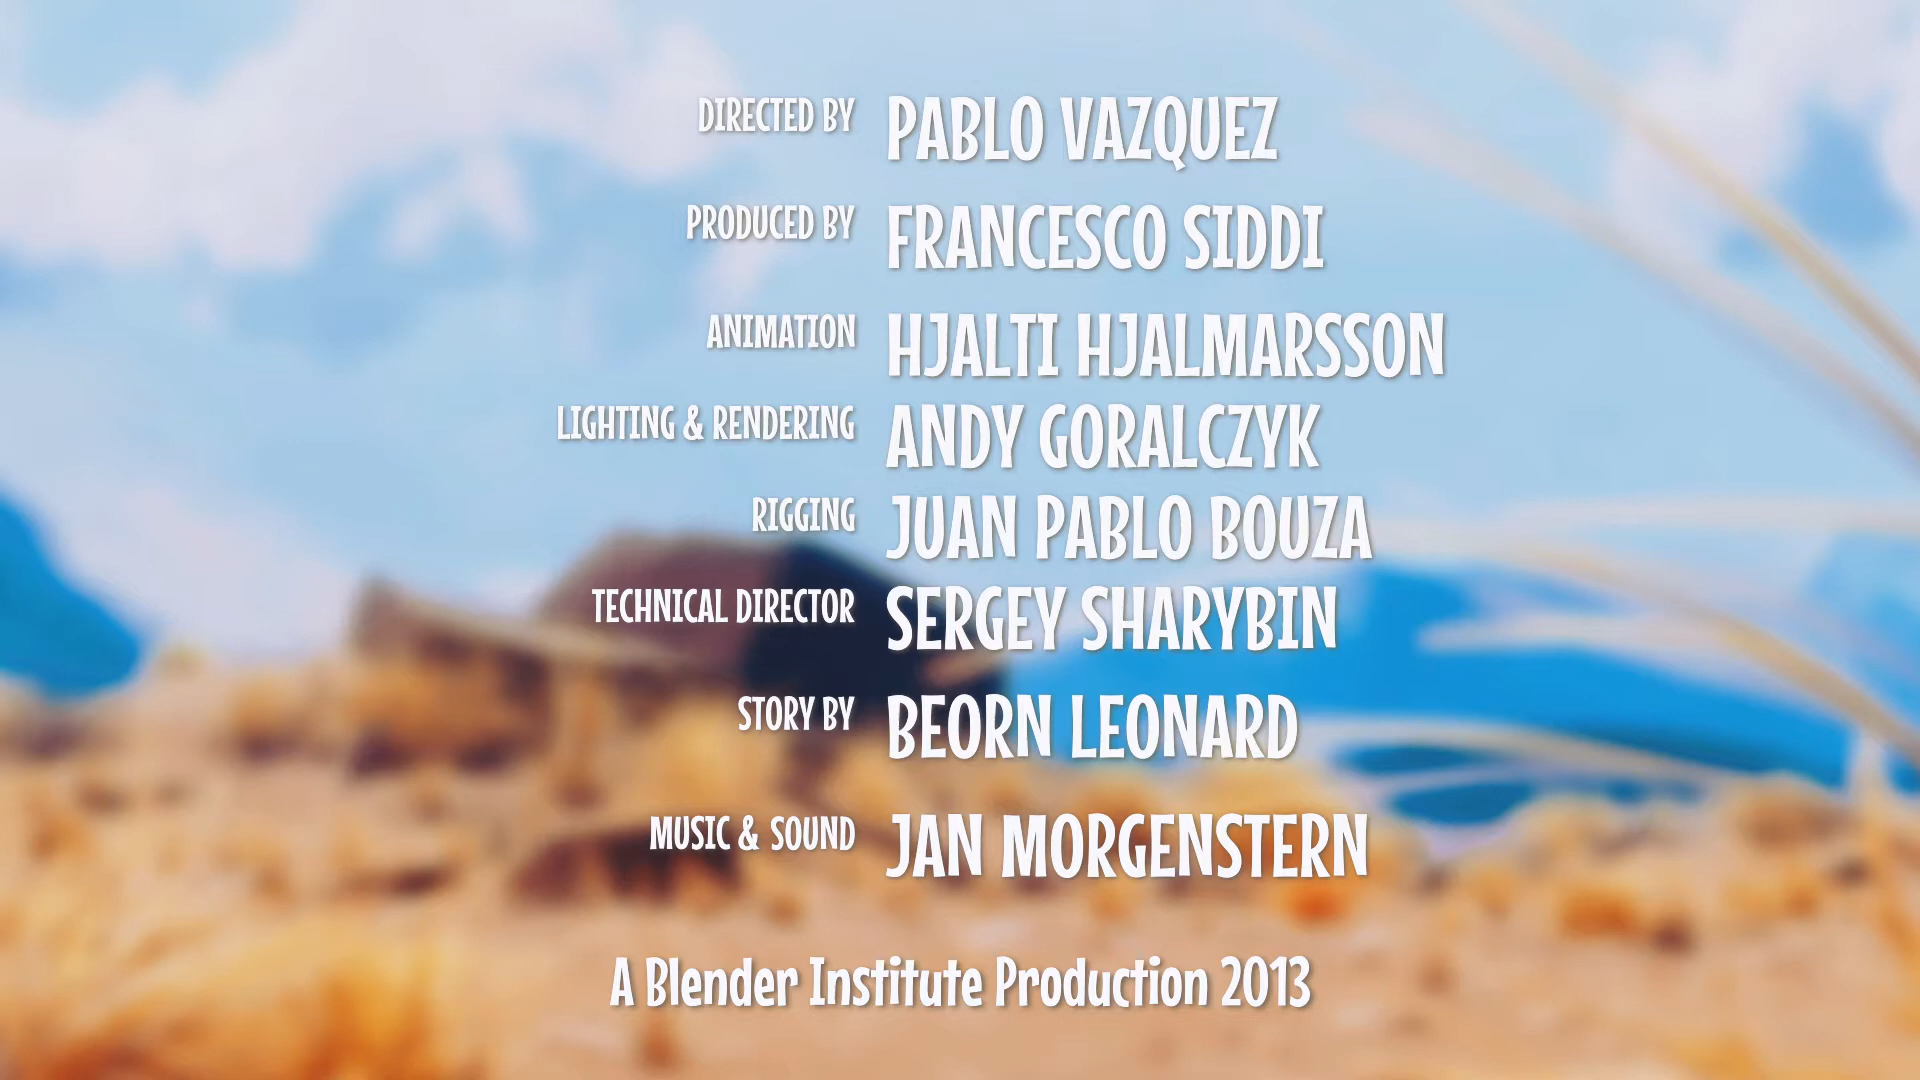 DIRECTED BY PABLO VAZQUEZ
PRODUCED BY FRANCESCO SIDDI
ANIMATION HJALTI HJALMARSSON
LIGHTING & RENDERING ANDY GORALCZYK
RIGGING JUAN PABLO BOUZA
TECHNICAL DIRECTOR SERGEY SHARYBIN
STORY BY BEORN LEONARD
MUSIC & SOUND JAN MORGENSTERN
A Blender Institute Production 2013